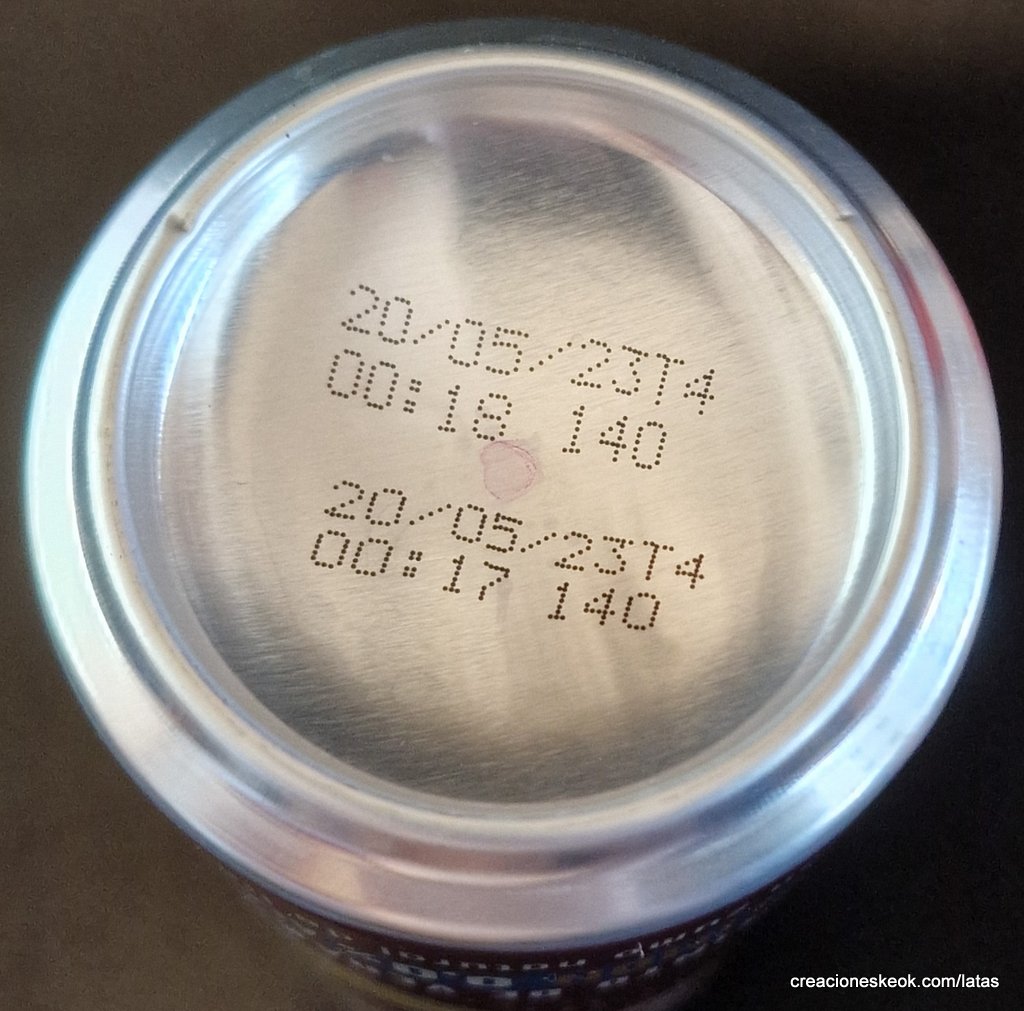 20/05/23T4
00:18 140
20/05/23T4
00:17 140
creacioneskeok.com/latas